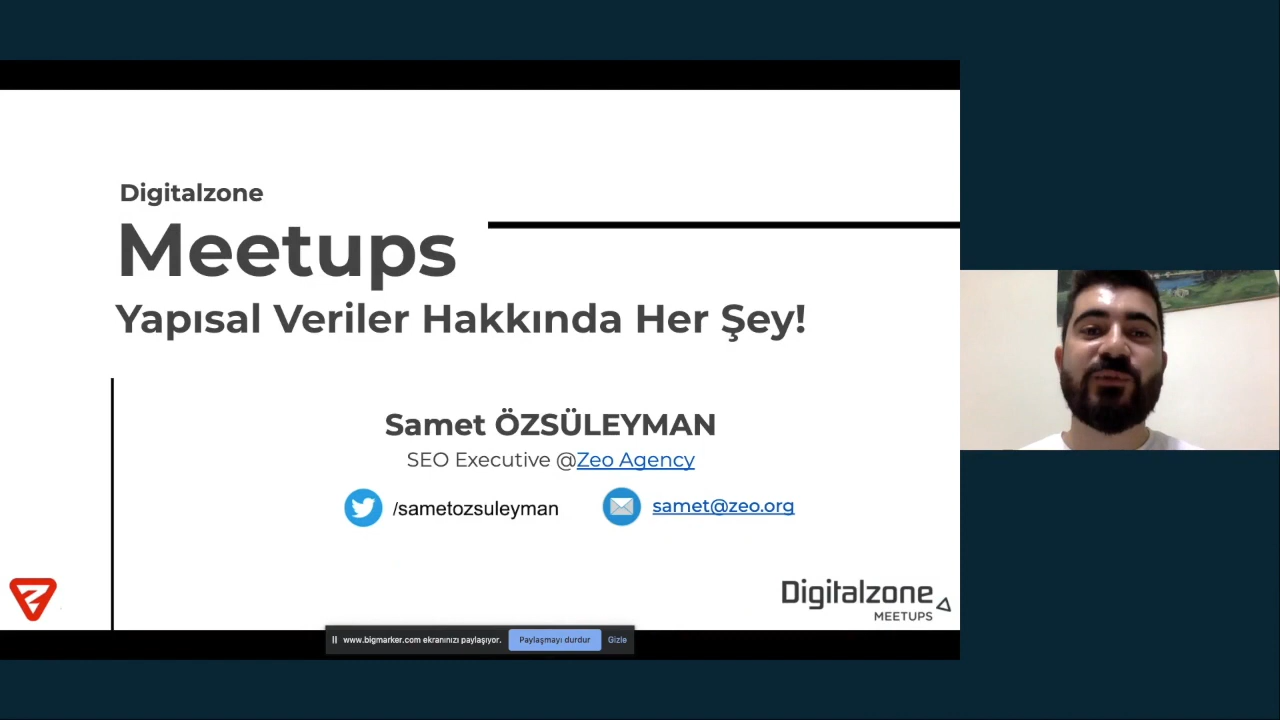 Digitalzone
Meetups
Yapısal Veriler Hakkında Her Şey!
Samet ÖZSÜLEYMAN
SEO Executive @Zeo Agency
/sametozsuleyman
samet@zeo.org
Digitalzone
MEETUPS
www.bigmarker.com ekranınızı paylaşıyor.
Paylaşmayı durdur
Gizle